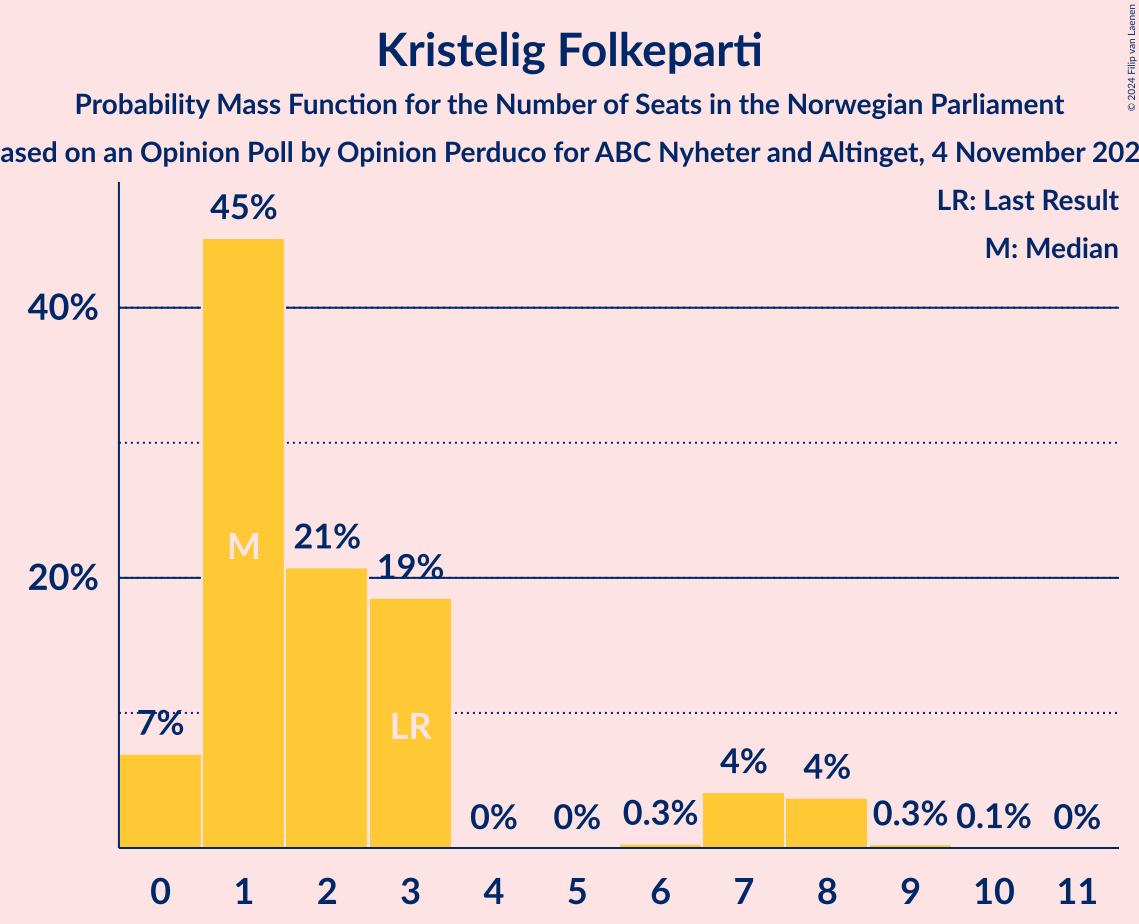 Kristelig Folkeparti
Probability Mass Function for the Number of Seats in the Norwegian Parliament
ased on an Opinion Poll by Opinion Perduco for ABC Nyheter and Altinget, 4 November 202
© 2024 Filip van Laenen
LR: Last Result
M: Median
45%
40%
M
21%
19%
20%
7%
LR
4%
4%
0%
0%
0.3%
0.3%
0.1%
0%
0 1 2 3 4 5 6 7 8 9 10 11